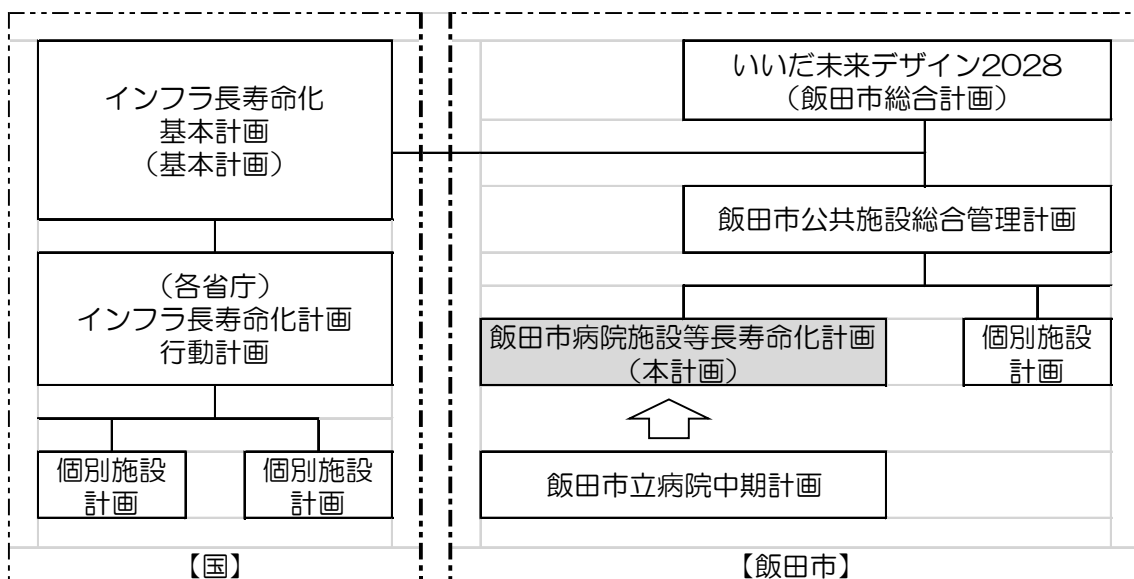 インフラ長寿命化
基本計画
（基本計画）
（各省庁）
インフラ長寿命化計画
行動計画
個別施設
計画
個別施設
計画
【国】
いいだ未来デザイン2028
（飯田市総合計画）
飯田市公共施設総合管理計画
飯田市病院施設等長寿命化計画
（本計画）
個別施設
計画
飯田市立病院中期計画
【飯田市】